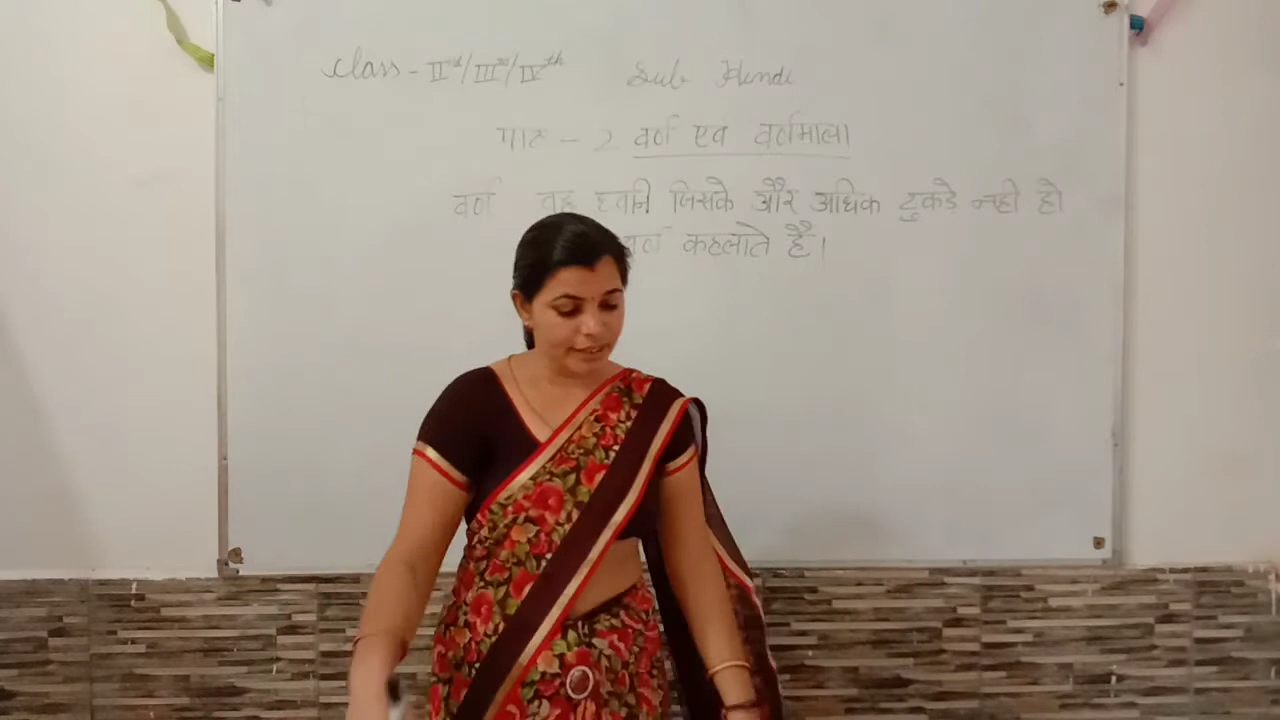 Class - IInd/IIIrd/IVth Sub Hindi
पाठ - 2 वर्ण एवं वर्णमाला
वर्ण वह ध्वनि जिसके और अधिक टुकडे नही हो
वर्ण कहलाते है।